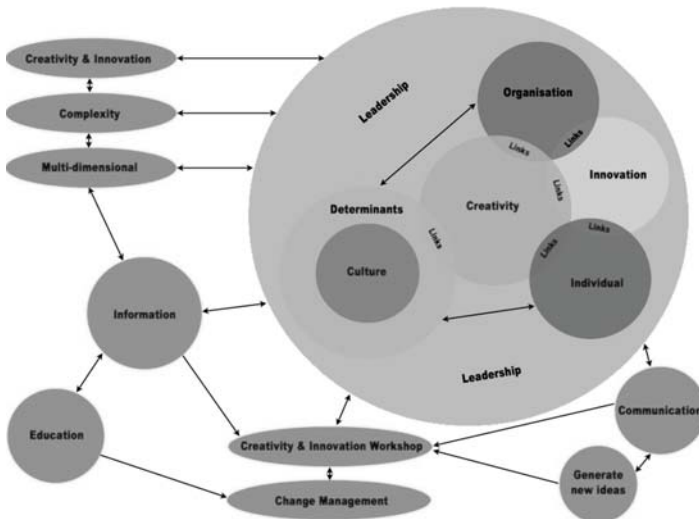 Creativity & Innovation
Complexity
Multi-dimensional
Leadership
Organisation
Links
Links
Innovation
Links
Creativity
Determinants
Links
Culture
Links
Links
Individual
Information
Leadership
Communication
Education
Creativity & Innovation Workshop
Generate
new ideas
Change Management